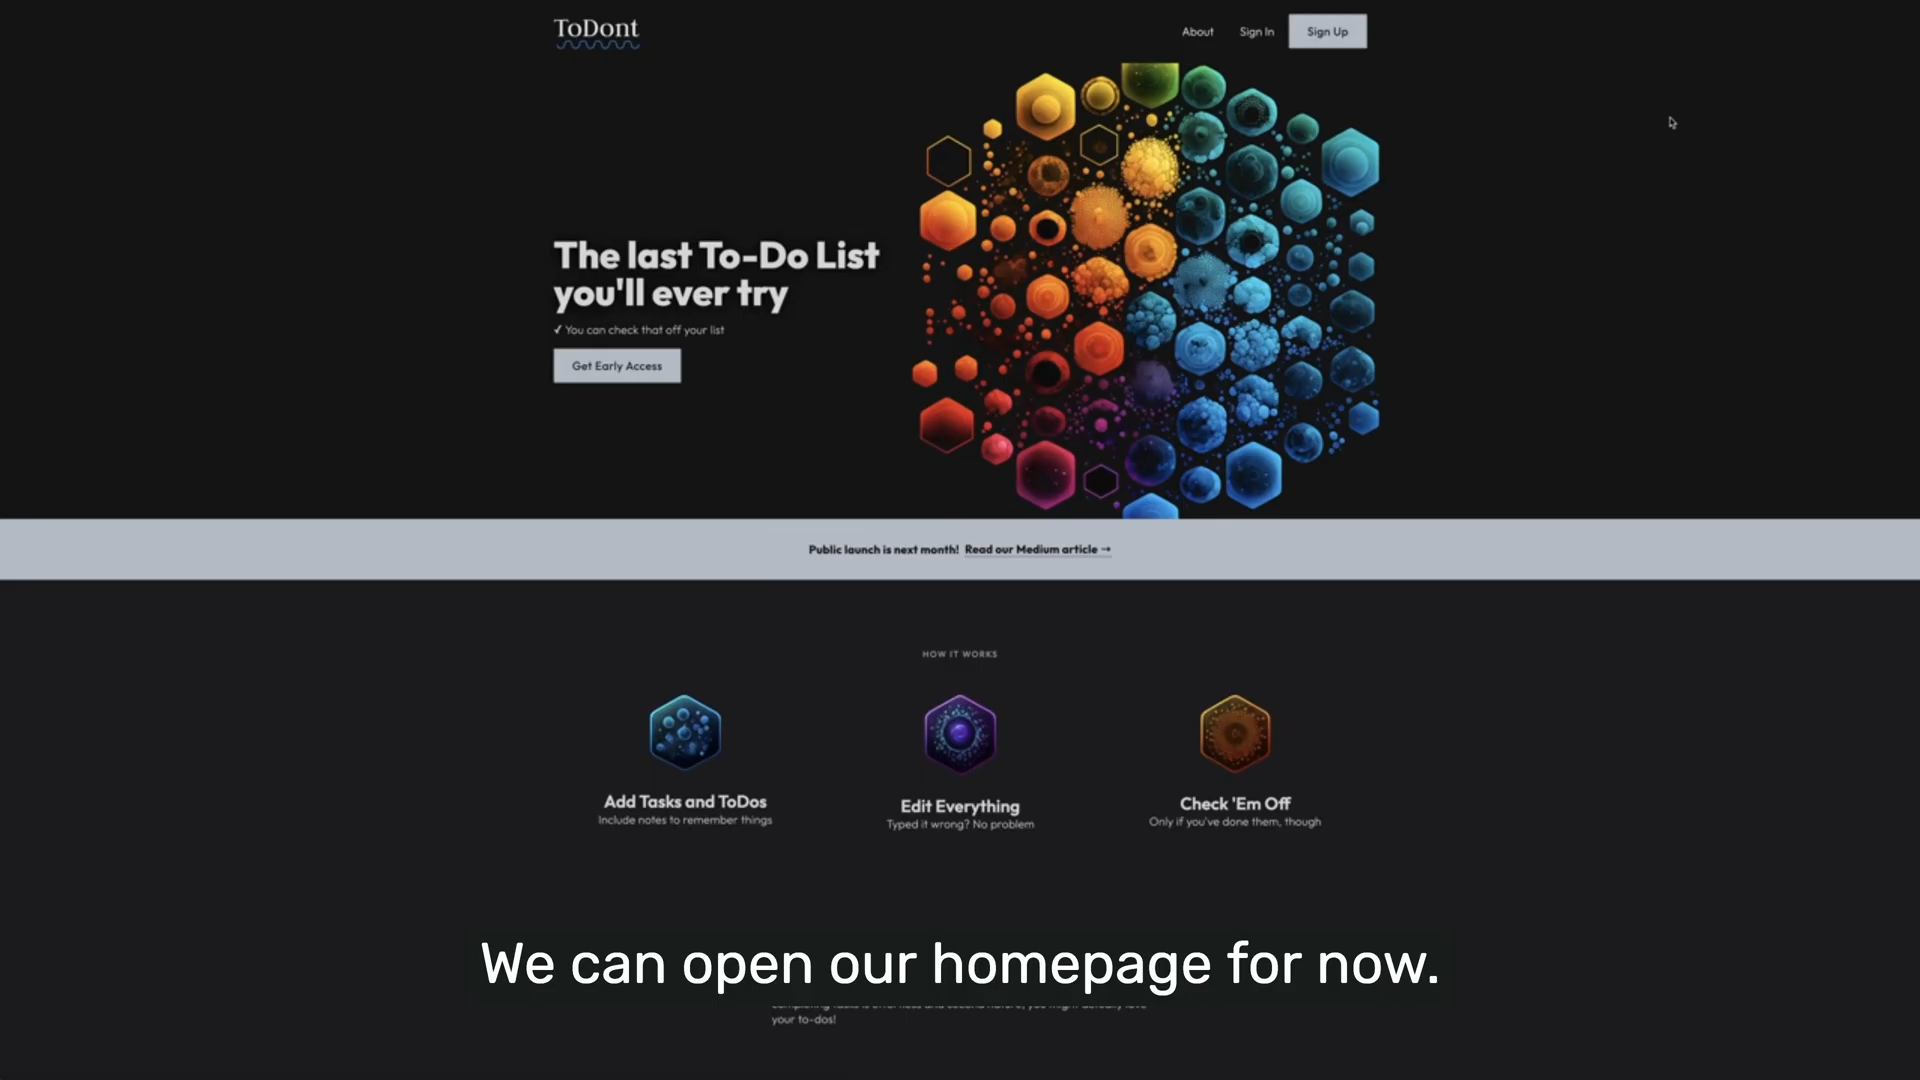 ToDont
About
Sign In
Sign Up
The last To-Do List
you'll ever try
✓ You can check that off your list
Get Early Access
Public launch is next month! Read our Medium article →
HOW IT WORKS
Add Tasks and ToDos
Include notes to remember things
Edit Everything
Typed it wrong? No problem
Check 'Em Off
Only if you've done them, though
We can open our homepage for now.
your to-dos!